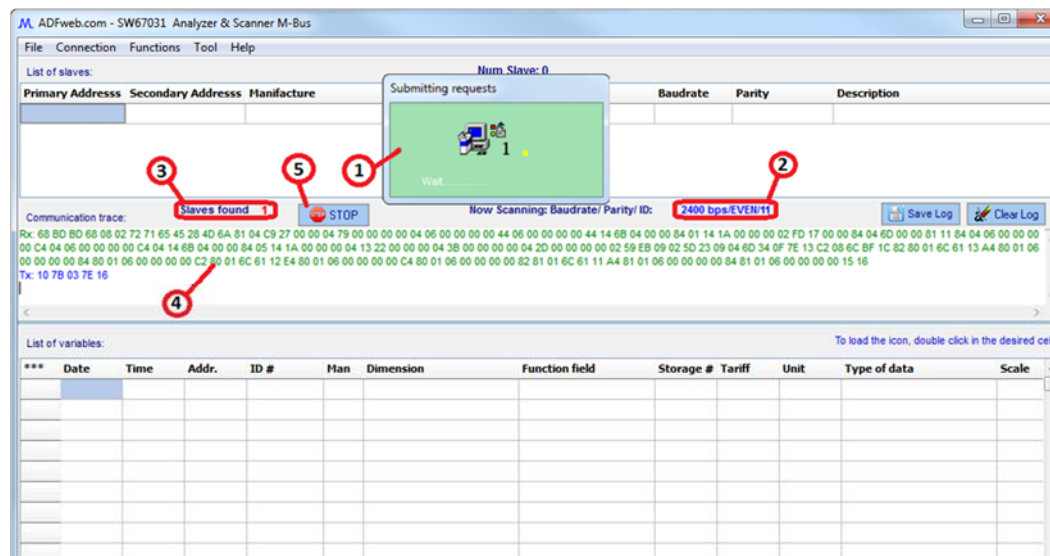 ADFweb.com - SW67031 Analyzer & Scanner M-Bus
File Connection Functions Tool Help
List of slaves:
Num Slave: 0
Primary Addresss Secondary Addresss Manifacture Baudrate Parity Description
Submitting requests
1
Wait..................
1
2
3
4
5
Communication trace:
Slaves found 1
STOP
Now Scanning: Baudrate/ Parity/ ID:
2400 bps/EVEN/11
Save Log
Clear Log
Rx: 68 BD BD 68 08 02 72 71 65 45 28 4D 6A 81 04 C9 27 00 00 04 79 00 00 00 00 04 06 00 00 00 00 44 06 00 00 00 00 44 14 6B 04 00 00 84 01 14 1A 00 00 00 02 FD 17 00 00 84 04 6D 00 00 81 11 84 04 06 00 00 00
00 C4 04 06 00 00 00 00 C4 04 14 6B 04 00 00 84 05 14 1A 00 00 00 04 13 22 00 00 00 04 3B 00 00 00 00 04 2D 00 00 00 00 02 59 EB 09 02 5D 23 09 04 6D 34 0F 7E 13 C2 08 6C BF 1C 82 80 01 6C 61 13 A4 80 01 06
00 00 00 00 84 80 01 06 00 00 00 00 C2 80 01 6C 61 12 E4 80 01 06 00 00 00 00 C4 80 01 06 00 00 00 00 82 81 01 6C 61 11 A4 81 01 06 00 00 00 00 84 81 01 06 00 00 00 00 15 16
Tx: 10 7B 03 7E 16
List of variables:
To load the icon, double click in the desired cel
*** Date Time Addr. ID # Man Dimension Function field Storage # Tariff Unit Type of data Scale